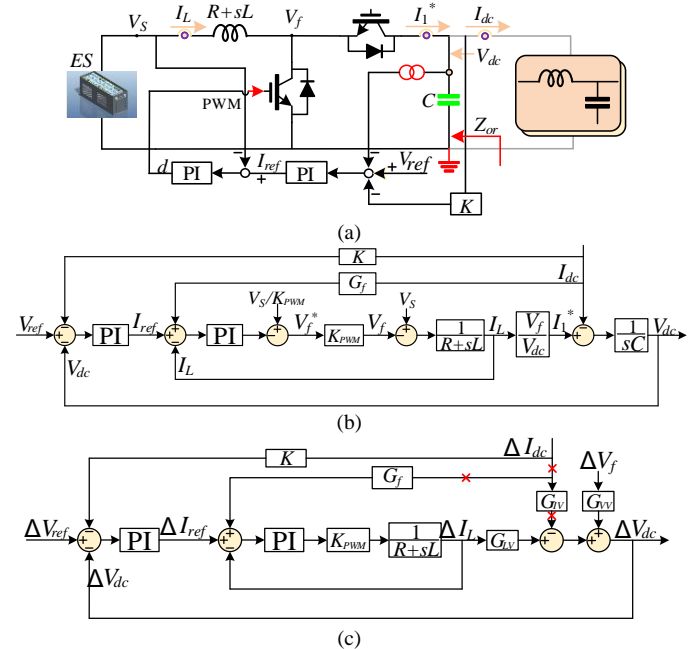 V_S I_L R+sL V_f I_1^* I_dc
ES V_dc
PWM C Z_or
d PI I_ref PI V_ref
− + − + −
K
(a)
K
G_f I_dc
V_S/K_PWM V_S
V_ref I_ref V_f^* V_f I_L I_1^* V_dc
PI PI K_PWM 1/(R+sL) V_f/V_dc 1/(sC)
V_dc I_L
(b)
Δ I_dc
K ΔV_f
G_f
G_IV G_VV
ΔV_ref PI ΔI_ref PI K_PWM 1/(R+sL) ΔI_L G_LV ΔV_dc
ΔV_dc
(c)